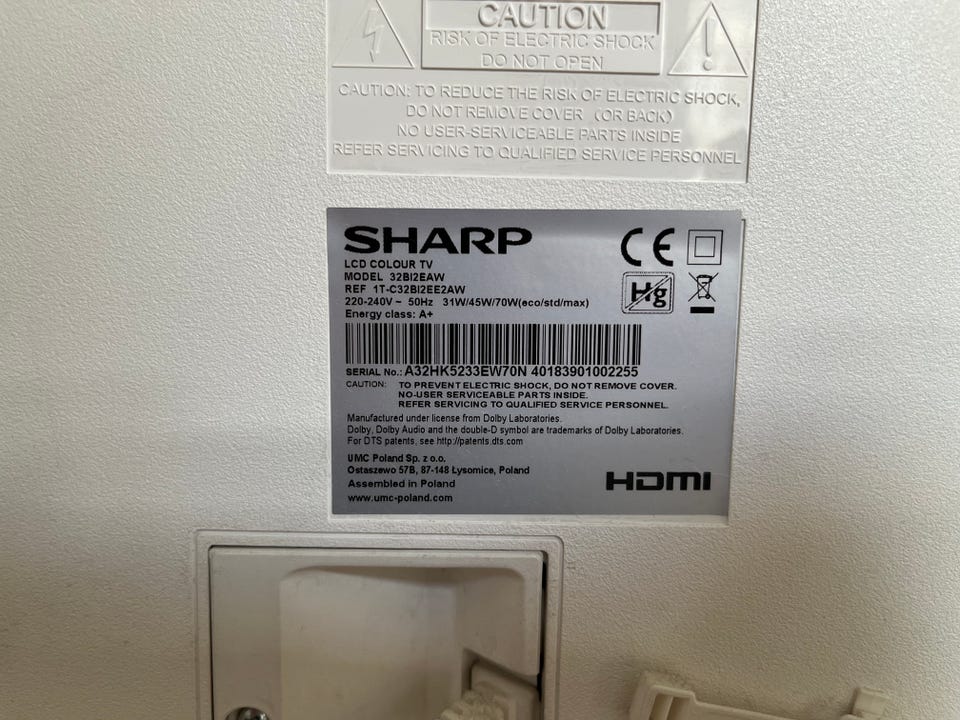 CAUTION
RISK OF ELECTRIC SHOCK
DO NOT OPEN
CAUTION: TO REDUCE THE RISK OF ELECTRIC SHOCK,
DO NOT REMOVE COVER (OR BACK)
NO USER-SERVICEABLE PARTS INSIDE
REFER SERVICING TO QUALIFIED SERVICE PERSONNEL
SHARP
LCD COLOUR TV
MODEL 32BI2EAW
REF 1T-C32BI2EE2AW
220-240V ~ 50Hz 31W/45W/70W(eco/std/max)
Energy class: A+
CE
Hg
SERIAL No.: A32HK5233EW70N 40183901002255
CAUTION: TO PREVENT ELECTRIC SHOCK, DO NOT REMOVE COVER.
NO-USER SERVICEABLE PARTS INSIDE.
REFER SERVICING TO QUALIFIED SERVICE PERSONNEL.
Manufactured under license from Dolby Laboratories.
Dolby, Dolby Audio and the double-D symbol are trademarks of Dolby Laboratories.
For DTS patents, see http://patents.dts.com
UMC Poland Sp. z o.o.
Ostaszewo 57B, 87-148 Łysomice, Poland
Assembled in Poland
www.umc-poland.com
HDMI